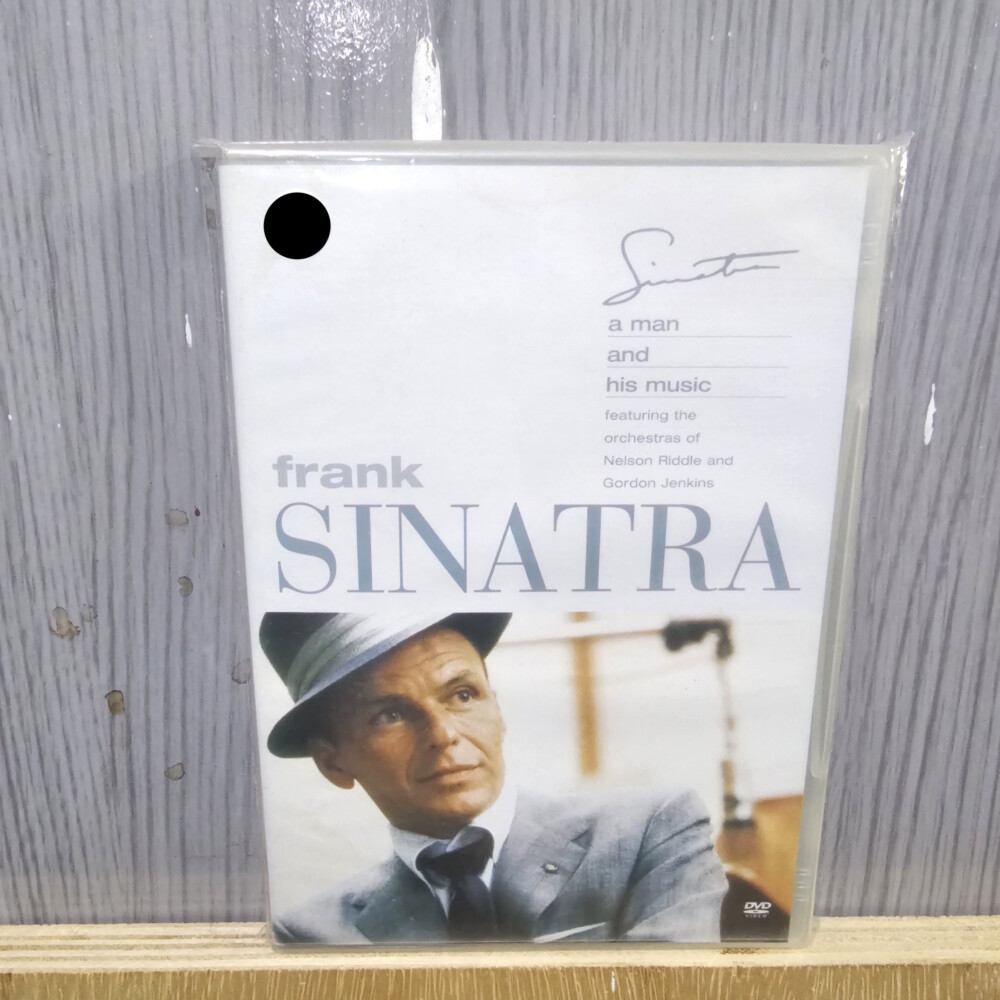 Sinatra
a man
and
his music
featuring the
orchestras of
Nelson Riddle and
Gordon Jenkins
frank
SINATRA
DVD
VIDEO